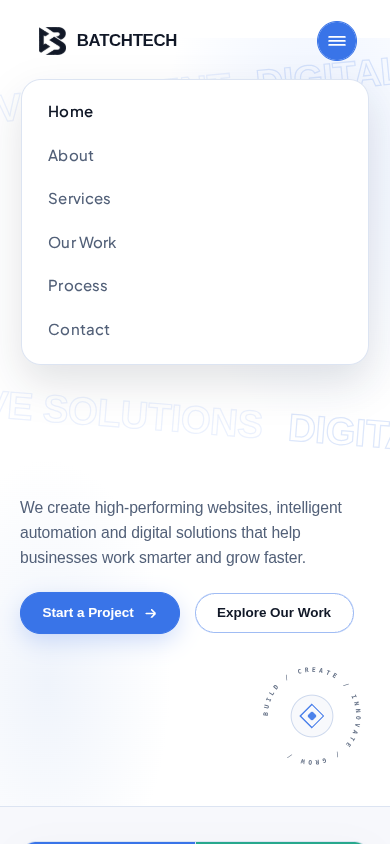 BATCHTECH
DIGITAL
Home
About
Services
Our Work
Process
Contact
VE SOLUTIONS DIGITA
We create high-performing websites, intelligent
automation and digital solutions that help
businesses work smarter and grow faster.
Start a Project →
Explore Our Work
BUILD / CREATE / INNOVATE / GROW /